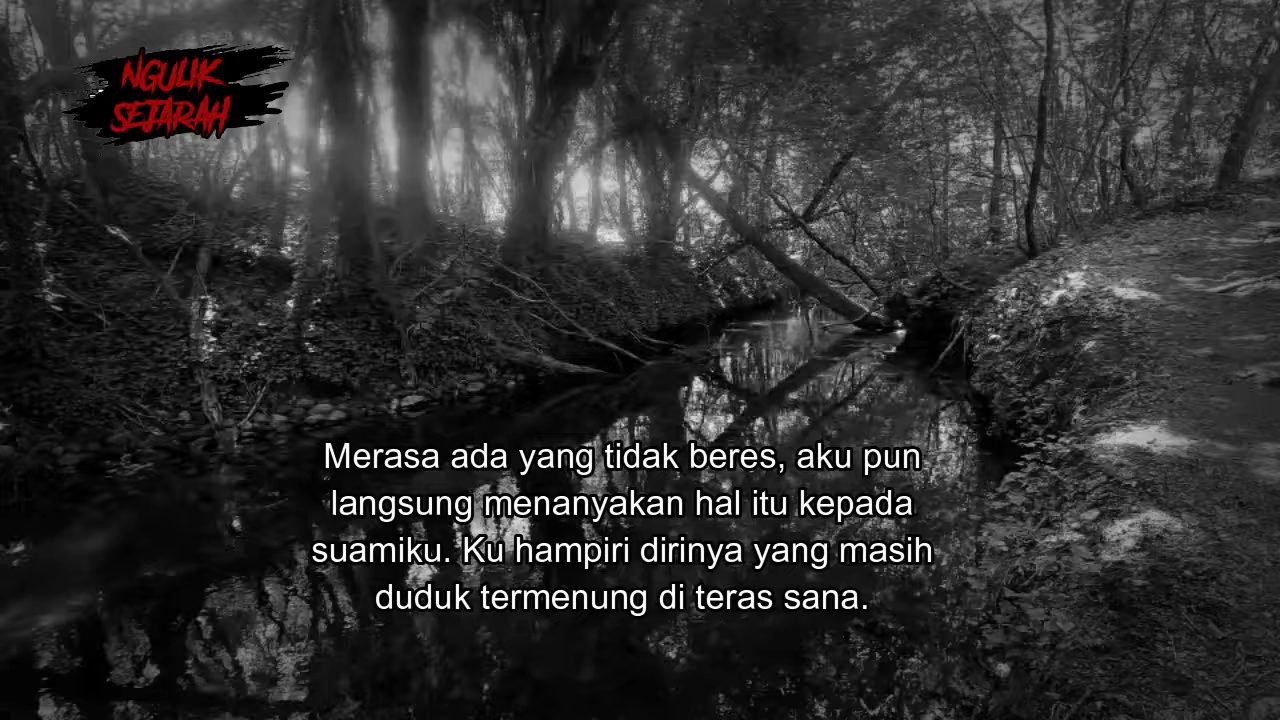 NGULIK
SEJARAH
Merasa ada yang tidak beres, aku pun
langsung menanyakan hal itu kepada
suamiku. Ku hampiri dirinya yang masih
duduk termenung di teras sana.